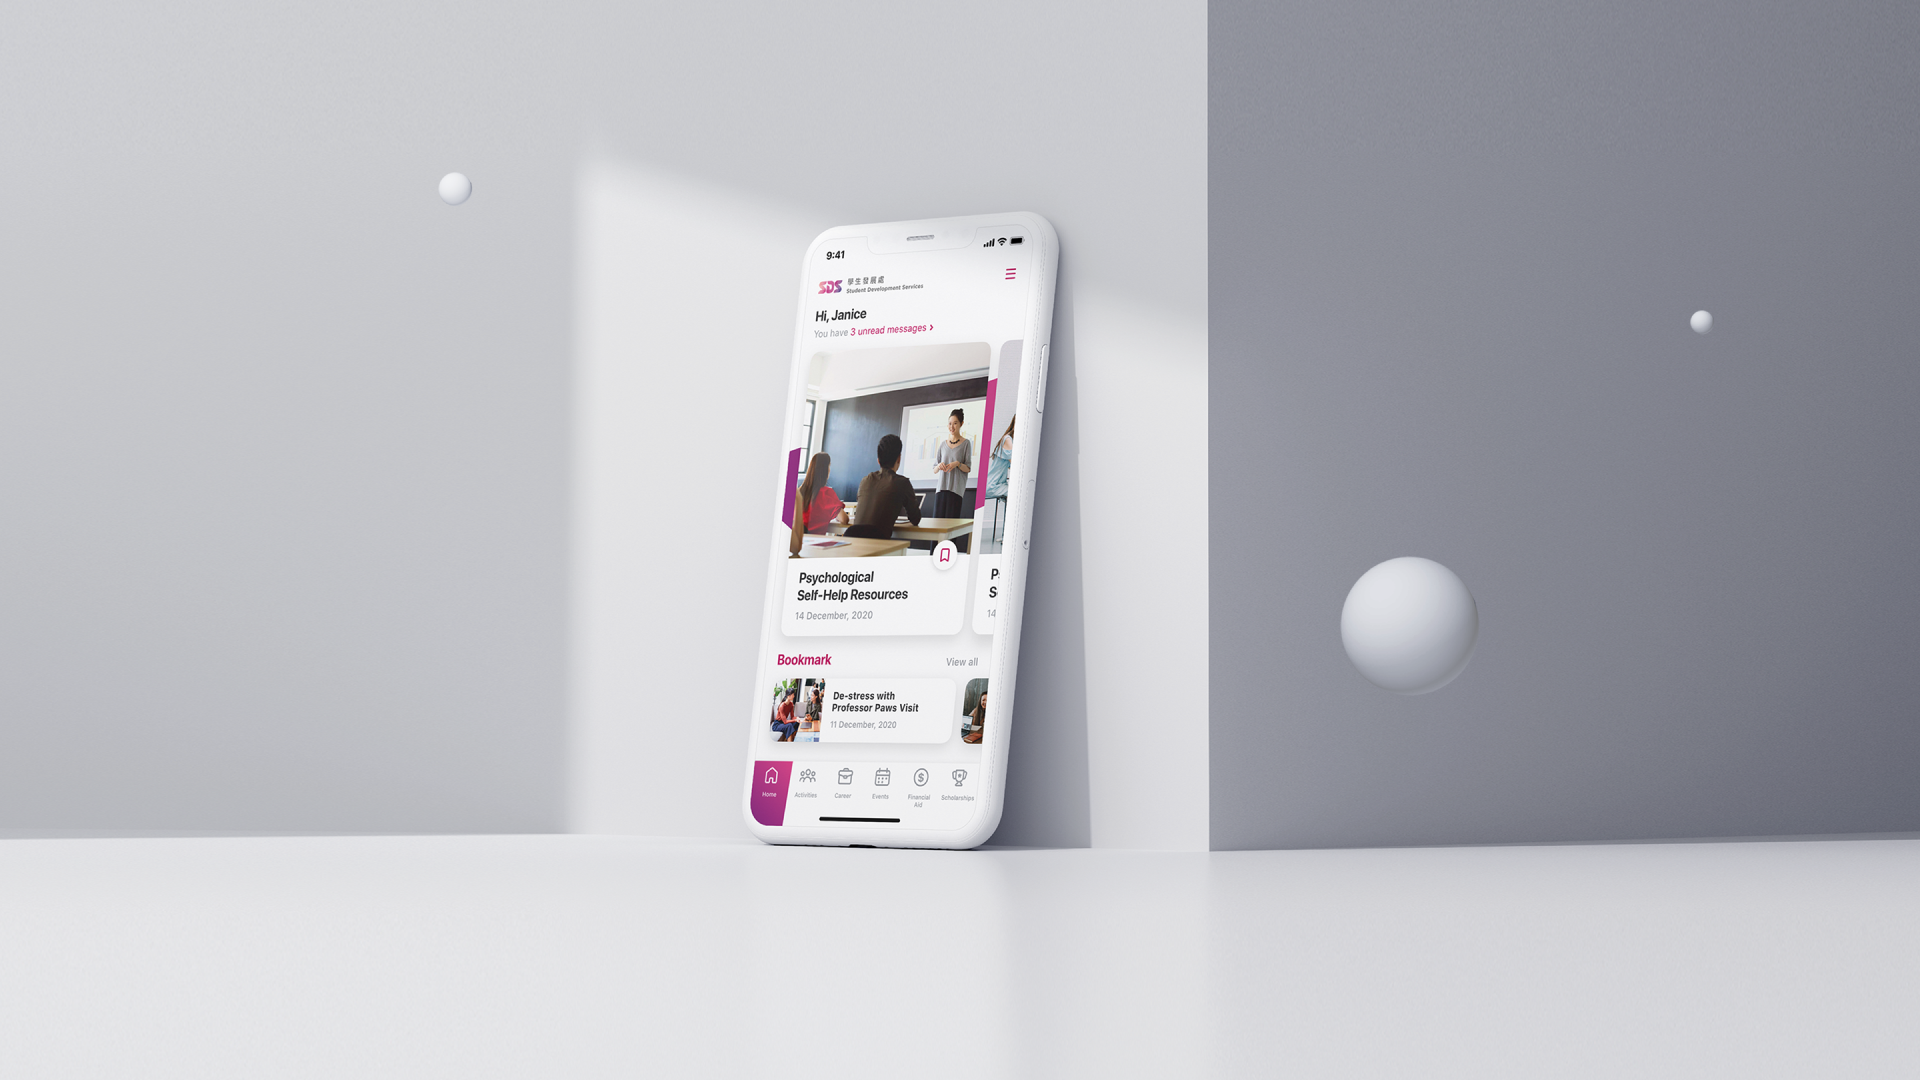 9:41
SDS 學生發展處
Student Development Services
Hi, Janice
You have 3 unread messages
Psychological
Self-Help Resources
14 December, 2020
P
S
14
Bookmark
View all
De-stress with
Professor Paws Visit
11 December, 2020
Home
Activities
Career
Events
Financial
Aid
Scholarships